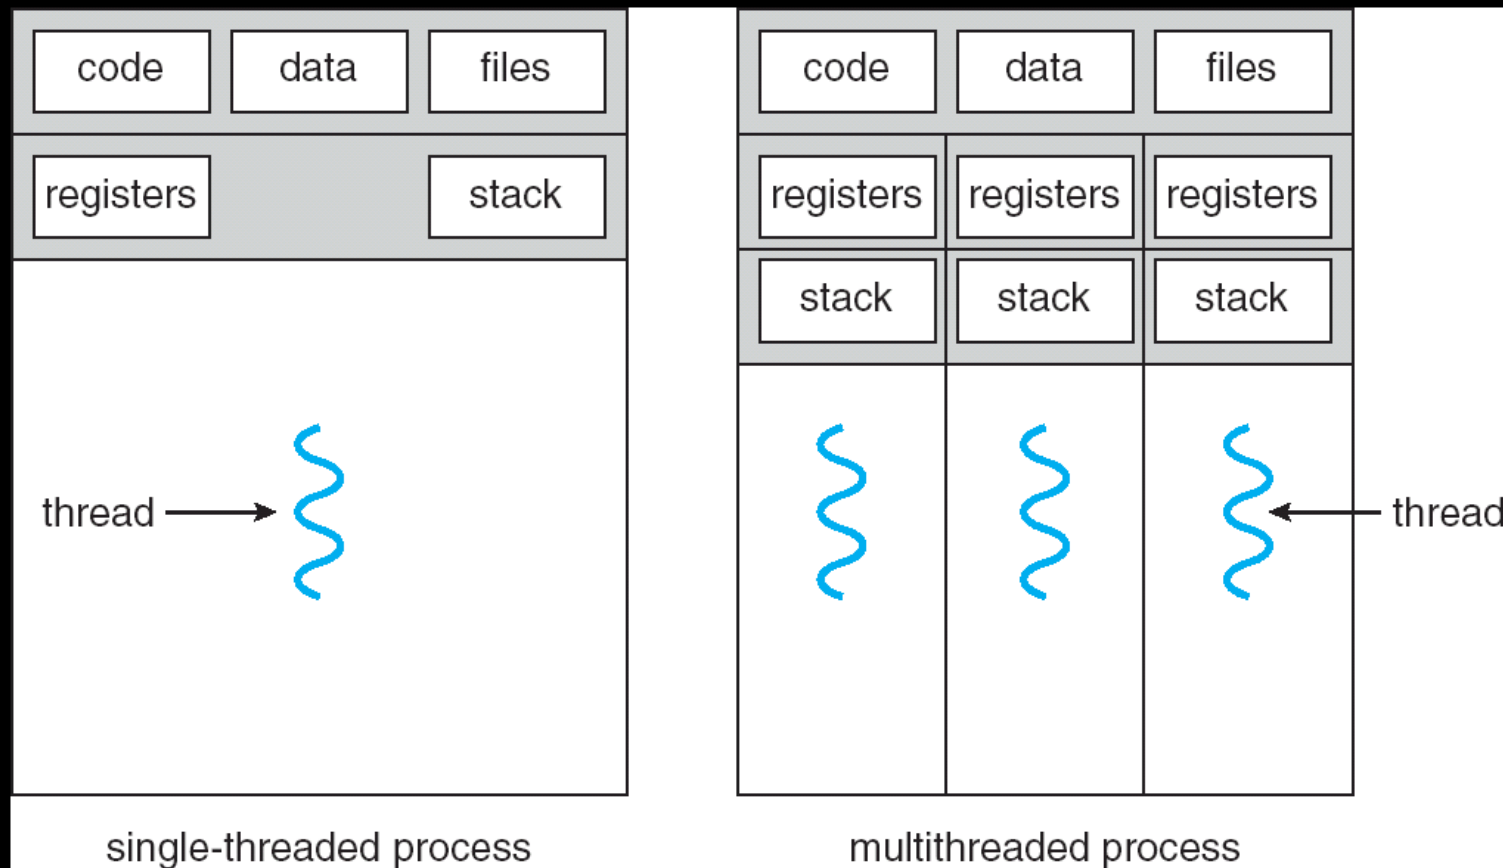 code data files
registers stack
thread
single-threaded process
code data files
registers registers registers
stack stack stack
thread
multithreaded process